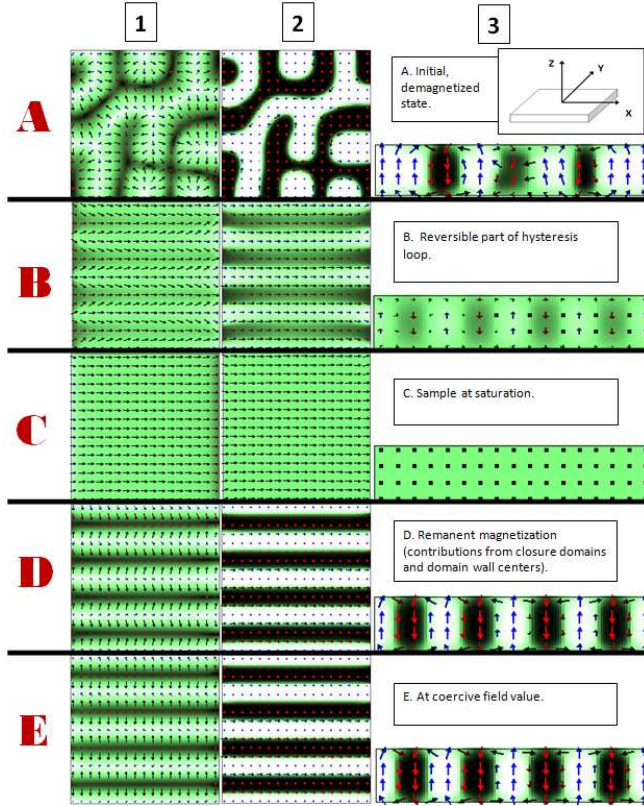 1 2 3
A
A. Initial,
demagnetized
state.
Z
Y
X
B
B. Reversible part of hysteresis
loop.
C
C. Sample at saturation.
D
D. Remanent magnetization
(contributions from closure domains
and domain wall centers).
E
E. At coercive field value.